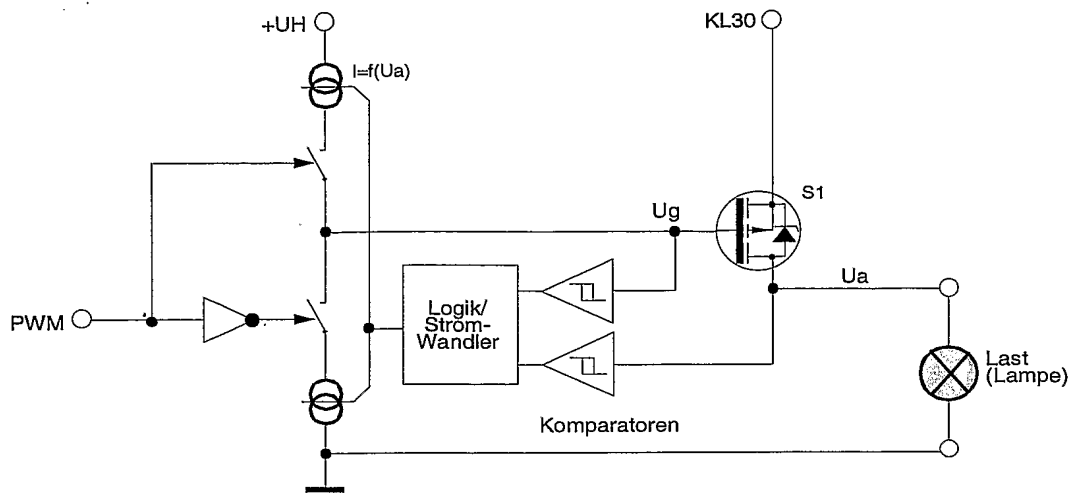 +UH
KL30
I=f(Ua)
S1
Ug
Ua
PWM
Logik/
Strom-
Wandler
Last
(Lampe)
Komparatoren